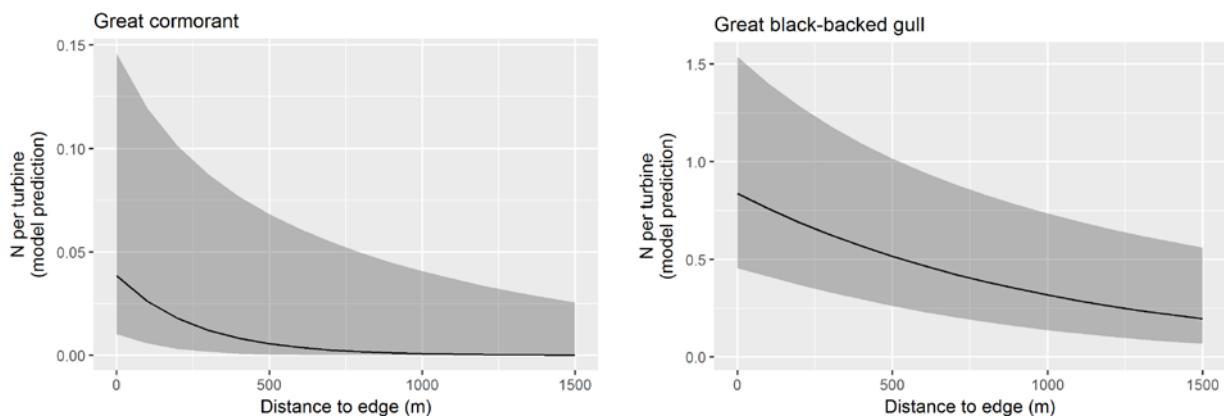 Great cormorant
0.15
0.10
0.05
0.00
N per turbine
(model prediction)
0
500
1000
1500
Distance to edge (m)
Great black-backed gull
1.5
1.0
0.5
0.0
N per turbine
(model prediction)
0
500
1000
1500
Distance to edge (m)